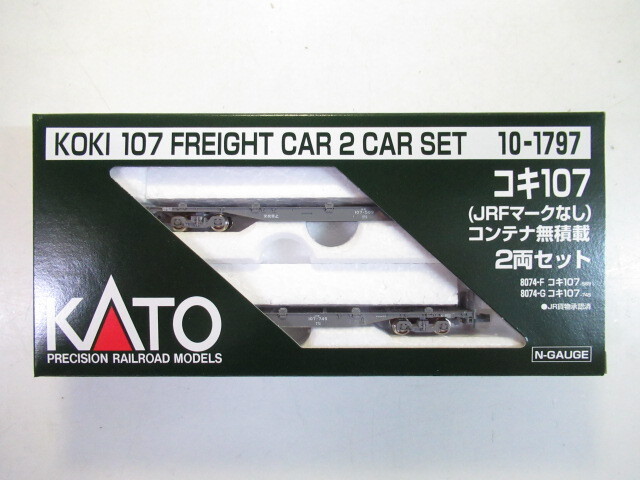 KOKI 107 FREIGHT CAR 2 CAR SET 10-1797
コキ107
(JRFマークなし)
コンテナ無積載
2両セット
8074-F コキ107
8074-G コキ107
●JR貨物承認済
KATO
PRECISION RAILROAD MODELS
N-GAUGE